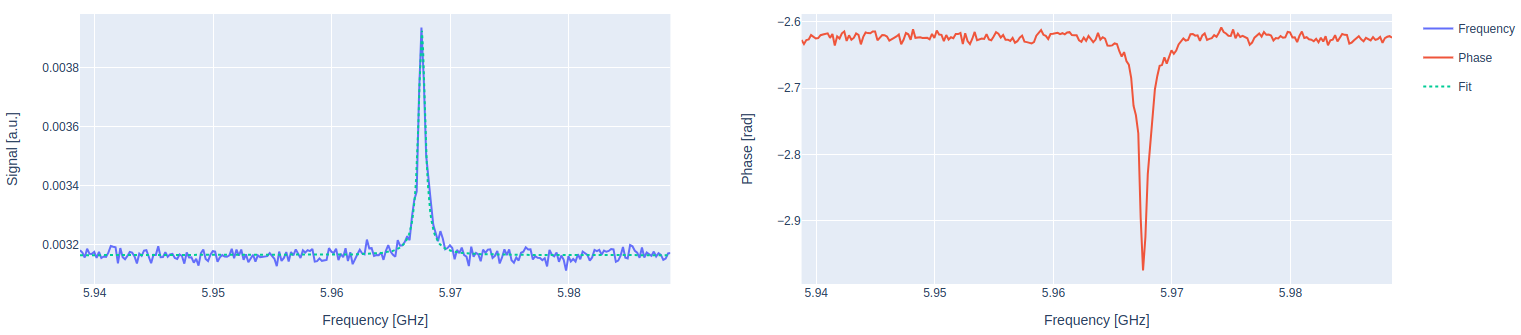 0.0038
0.0036
0.0034
0.0032
Signal [a.u.]
5.94 5.95 5.96 5.97 5.98
Frequency [GHz]
−2.6
−2.7
−2.8
−2.9
Phase [rad]
5.94 5.95 5.96 5.97 5.98
Frequency [GHz]
Frequency
Phase
Fit